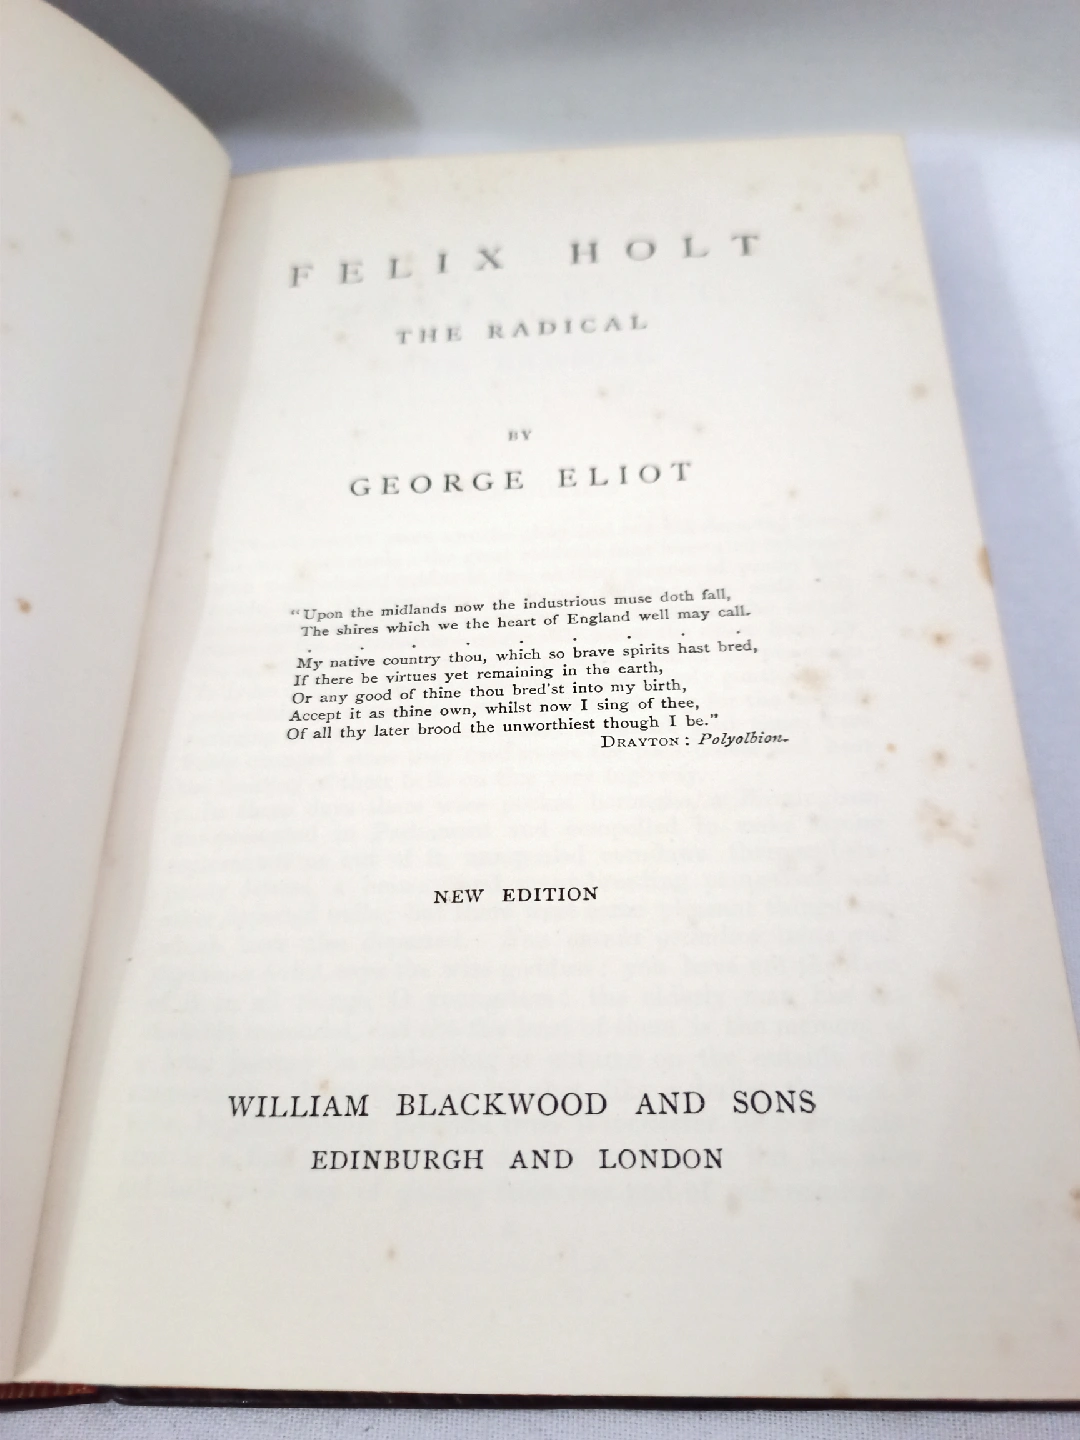 FELIX HOLT
THE RADICAL
BY
GEORGE ELIOT
"Upon the midlands now the industrious muse doth fall,
The shires which we the heart of England well may call.
. . . . . . . . .
My native country thou, which so brave spirits hast bred,
If there be virtues yet remaining in the earth,
Or any good of thine thou bred'st into my birth,
Accept it as thine own, whilst now I sing of thee,
Of all thy later brood the unworthiest though I be."
DRAYTON: Polyolbion.
NEW EDITION
WILLIAM BLACKWOOD AND SONS
EDINBURGH AND LONDON